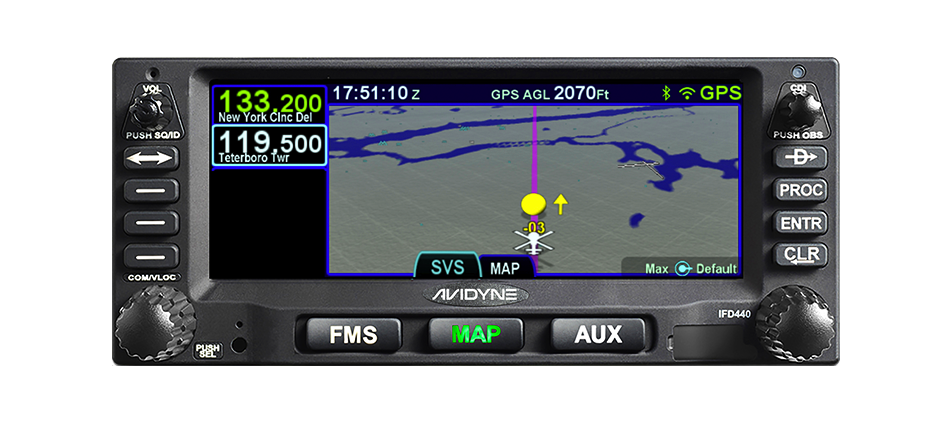 VOL
PUSH SQ/ID
COM/VLOC
PUSH
SEL
133.200
New York Clnc Del
119.500
Teterboro Twr
17:51:10 Z
GPS AGL 2070Ft
GPS
-03
SVS
MAP
Max Default
AVIDYNE
FMS
MAP
AUX
CDI
PUSH OBS
D
PROC
ENTR
CLR
IFD440